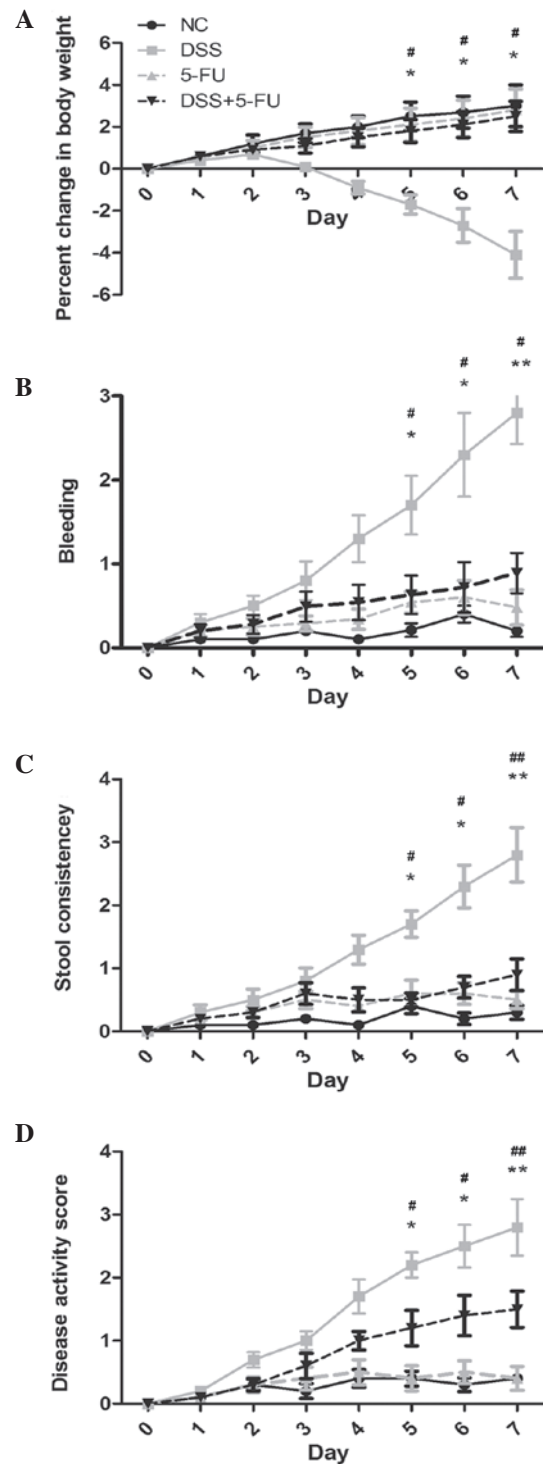 A
NC
DSS
5-FU
DSS+5-FU
# # #
* * *
Percent change in body weight
6
4
2
0
-2
-4
-6
0 1 2 3 4 5 6 7
Day
B
# # #
* * **
Bleeding
3
2
1
0
0 1 2 3 4 5 6 7
Day
C
# # ##
* * **
Stool consistencey
4
3
2
1
0
0 1 2 3 4 5 6 7
Day
D
# # ##
* * **
Disease activity score
4
3
2
1
0
0 1 2 3 4 5 6 7
Day